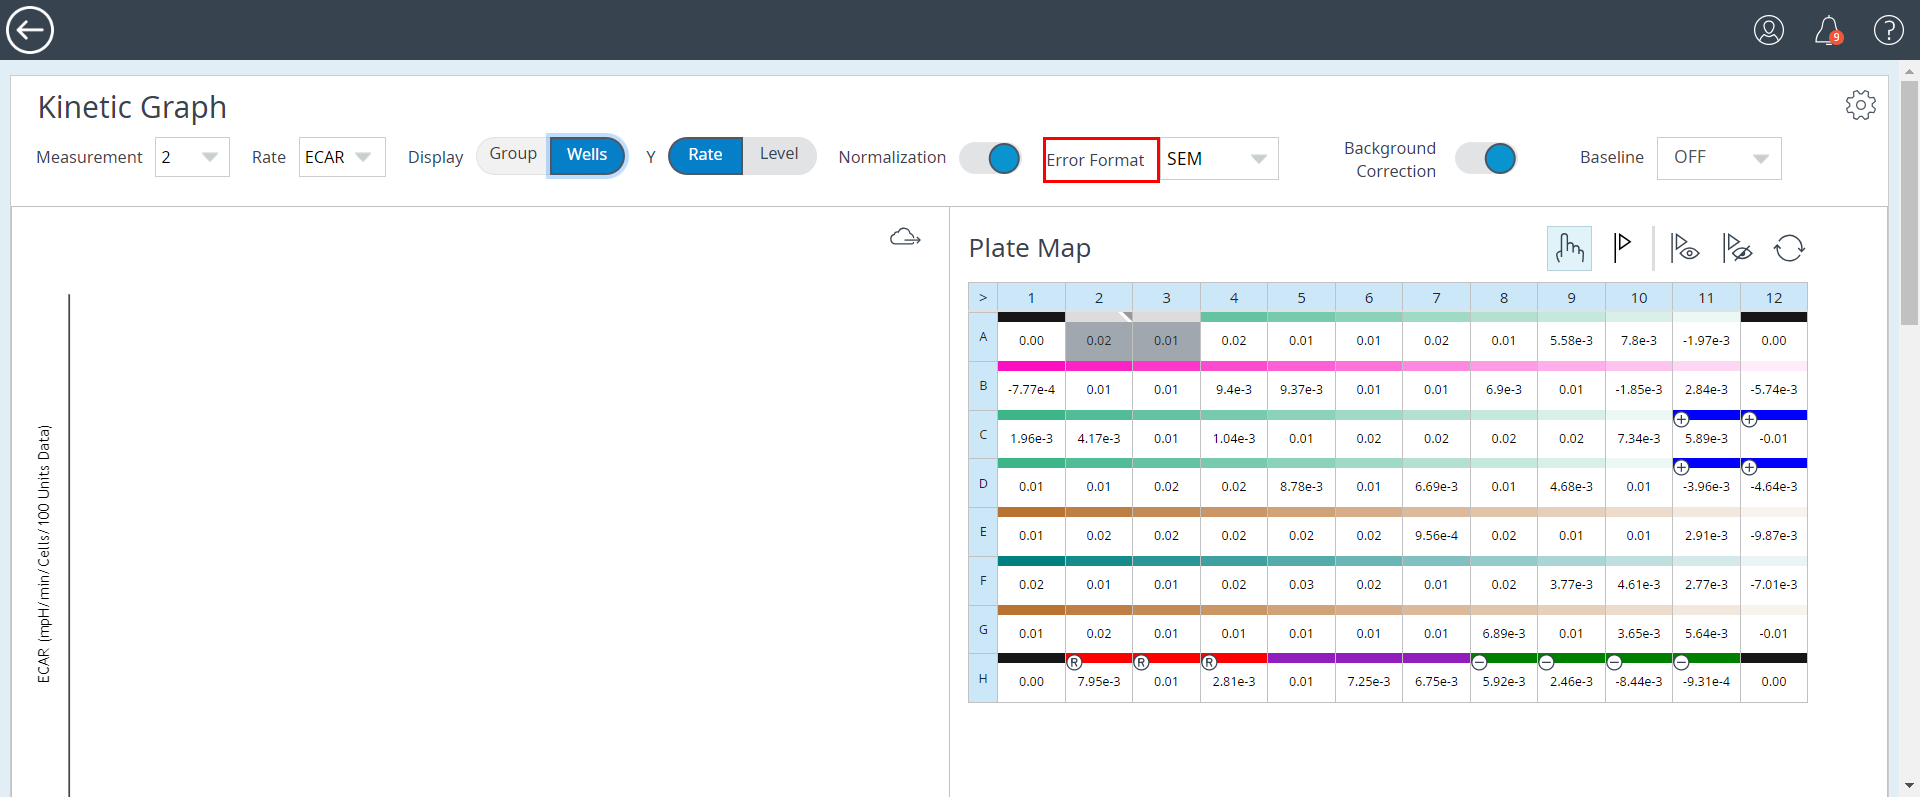 9
?
Kinetic Graph
Measurement 2 Rate ECAR Display Group Wells Y Rate Level Normalization Error Format SEM Background Correction Baseline OFF
Plate Map
> 1 2 3 4 5 6 7 8 9 10 11 12
A 0.00 0.02 0.01 0.02 0.01 0.01 0.02 0.01 5.58e-3 7.8e-3 -1.97e-3 0.00
B -7.77e-4 0.01 0.01 9.4e-3 9.37e-3 0.01 0.01 6.9e-3 0.01 -1.85e-3 2.84e-3 -5.74e-3
C 1.96e-3 4.17e-3 0.01 1.04e-3 0.01 0.02 0.02 0.02 0.02 7.34e-3 5.89e-3 -0.01
D 0.01 0.01 0.02 0.02 8.78e-3 0.01 6.69e-3 0.01 4.68e-3 0.01 -3.96e-3 -4.64e-3
E 0.01 0.02 0.02 0.02 0.02 0.02 9.56e-4 0.02 0.01 0.01 2.91e-3 -9.87e-3
F 0.02 0.01 0.01 0.02 0.03 0.02 0.01 0.02 3.77e-3 4.61e-3 2.77e-3 -7.01e-3
G 0.01 0.02 0.01 0.01 0.01 0.01 0.01 6.89e-3 0.01 3.65e-3 5.64e-3 -0.01
R R R
H 0.00 7.95e-3 0.01 2.81e-3 0.01 7.25e-3 6.75e-3 5.92e-3 2.46e-3 -8.44e-3 -9.31e-4 0.00
ECAR (mpH/min/Cells/100 Units Data)